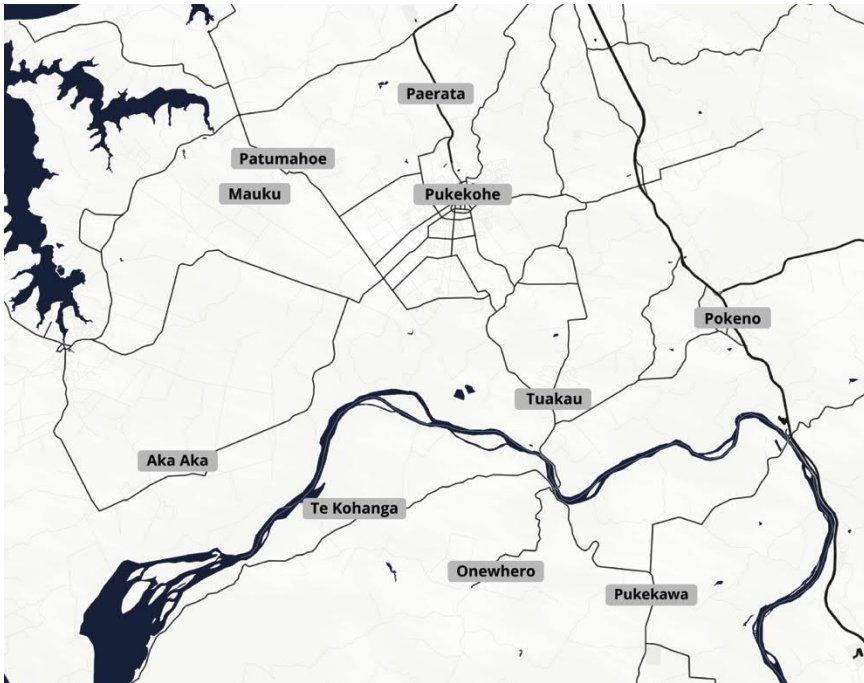 Paerata
Patumahoe
Mauku
Pukekohe
Pokeno
Tuakau
Aka Aka
Te Kohanga
Onewhero
Pukekawa